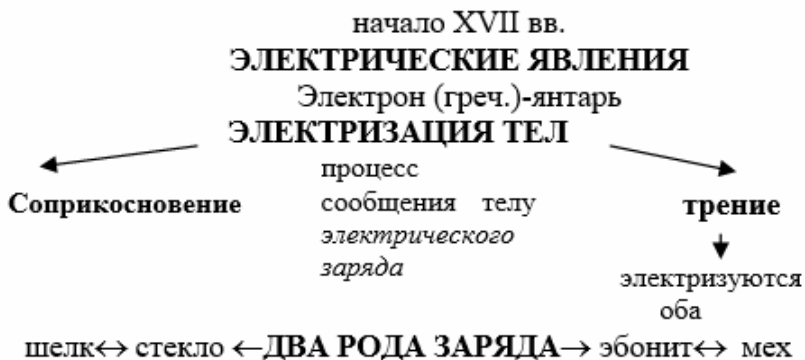 начало XVII вв.
ЭЛЕКТРИЧЕСКИЕ ЯВЛЕНИЯ
Электрон (греч.)-янтарь
ЭЛЕКТРИЗАЦИЯ ТЕЛ
Соприкосновение
процесс
сообщения телу
электрического
заряда
трение
электризуются
оба
шелк↔ стекло ←ДВА РОДА ЗАРЯДА→ эбонит↔ мех